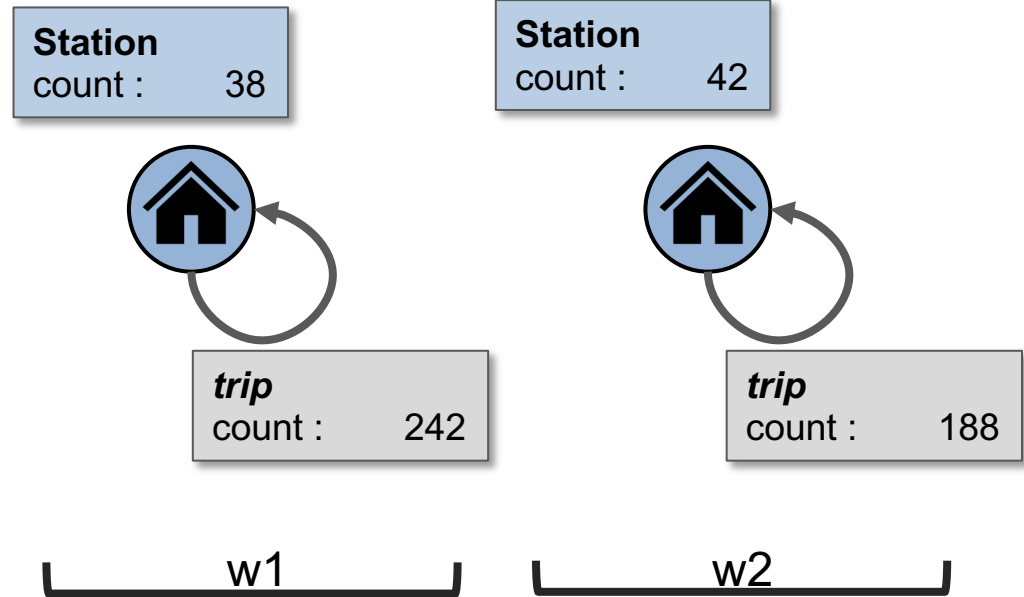 Station
count : 38
Station
count : 42
trip
count : 242
trip
count : 188
w1
w2